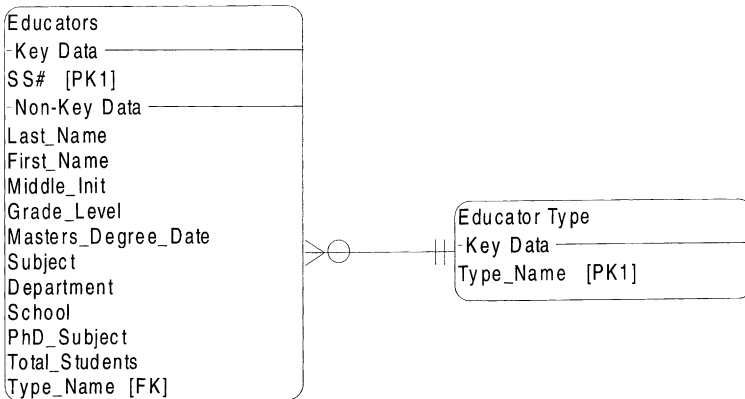 Educators
Key Data
SS# [PK1]
Non-Key Data
Last_Name
First_Name
Middle_Init
Grade_Level
Masters_Degree_Date
Subject
Department
School
PhD_Subject
Total_Students
Type_Name [FK]
Educator Type
Key Data
Type_Name [PK1]